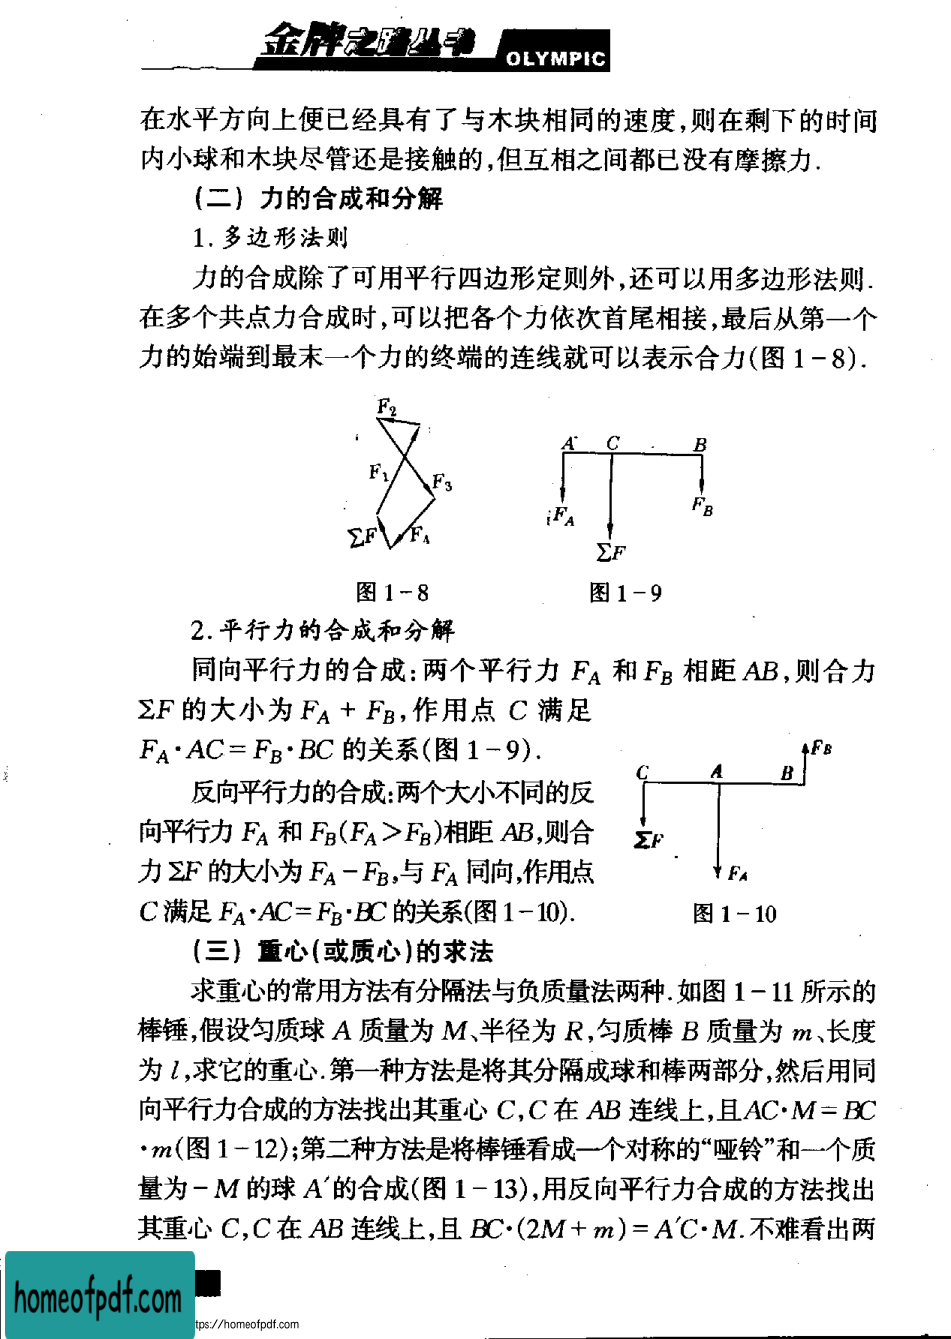 金牌之路丛书 OLYMPIC
在水平方向上便已经具有了与木块相同的速度,则在剩下的时间
内小球和木块尽管还是接触的,但互相之间都已没有摩擦力.
(二) 力的合成和分解
1. 多边形法则
力的合成除了可用平行四边形定则外,还可以用多边形法则.
在多个共点力合成时,可以把各个力依次首尾相接,最后从第一个
力的始端到最末一个力的终端的连线就可以表示合力(图 1-8).
F₂
F₁
F₃
ΣF
F₄
A C B
F_A
F_B
ΣF
图 1-8
图 1-9
2. 平行力的合成和分解
同向平行力的合成:两个平行力 F_A 和 F_B 相距 AB,则合力
ΣF 的大小为 F_A + F_B,作用点 C 满足
F_A·AC=F_B·BC 的关系(图 1-9).
反向平行力的合成:两个大小不同的反
向平行力 F_A 和 F_B(F_A>F_B)相距 AB,则合
力 ΣF 的大小为 F_A-F_B,与 F_A 同向,作用点
C 满足 F_A·AC=F_B·BC 的关系(图 1-10).
F_B
C A B
ΣF
F_A
图 1-10
(三) 重心(或质心)的求法
求重心的常用方法有分隔法与负质量法两种.如图 1-11 所示的
棒锤,假设匀质球 A 质量为 M、半径为 R,匀质棒 B 质量为 m、长度
为 l,求它的重心.第一种方法是将其分隔成球和棒两部分,然后用同
向平行力合成的方法找出其重心 C,C 在 AB 连线上,且AC·M=BC
·m(图 1-12);第二种方法是将棒锤看成一个对称的“哑铃”和一个质
量为-M 的球 A′的合成(图 1-13),用反向平行力合成的方法找出
其重心 C,C 在 AB 连线上,且 BC·(2M+m)=A′C·M.不难看出两
homeofpdf.com
tps://homeofpdf.com